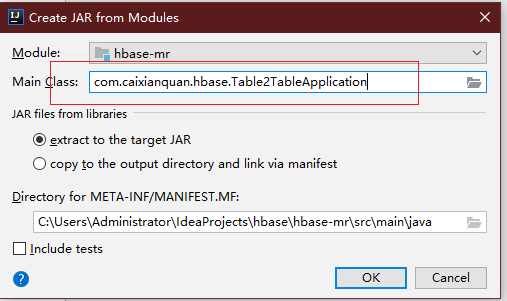 IJ Create JAR from Modules
Module: hbase-mr
Main Class: com.caixianquan.hbase.Table2TableApplication
JAR files from libraries
extract to the target JAR
copy to the output directory and link via manifest
Directory for META-INF/MANIFEST.MF:
C:\Users\Administrator\IdeaProjects\hbase\hbase-mr\src\main\java
Include tests
? OK Cancel